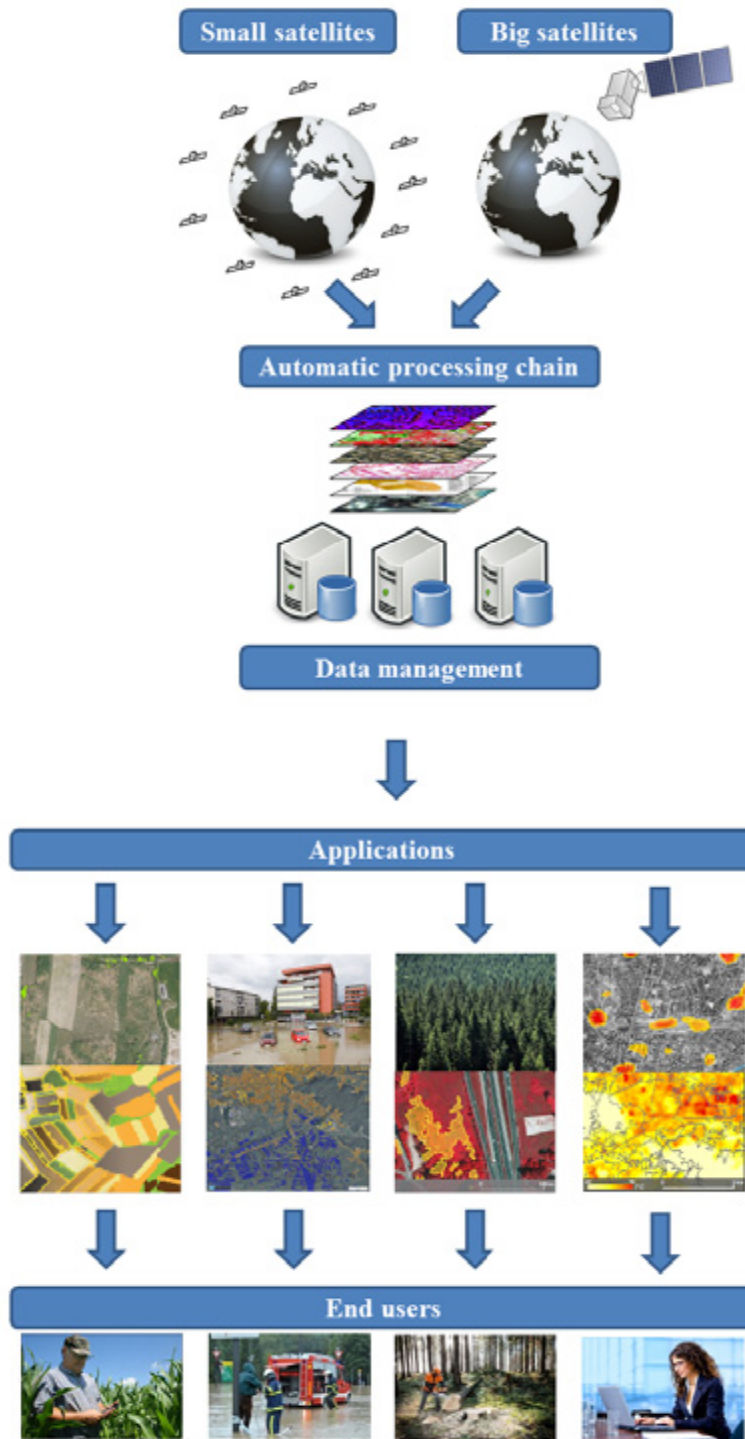 Small satellites
Big satellites
Automatic processing chain
Data management
Applications
End users